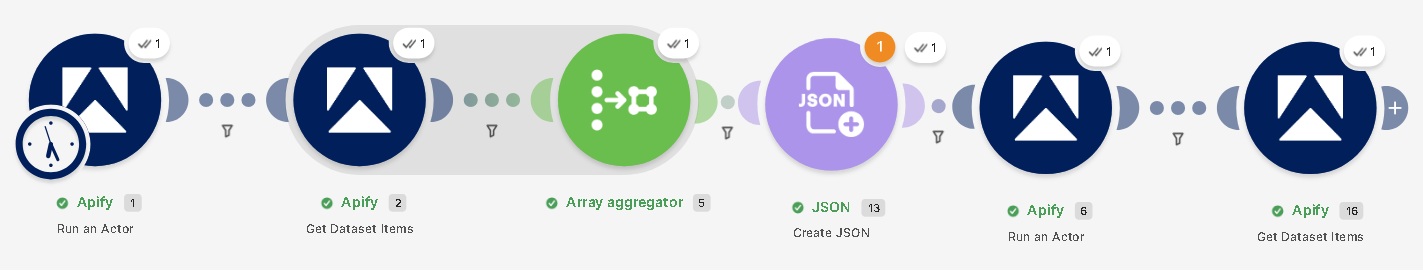 1
1
1
1
1
1
1
JSON
Apify 1
Run an Actor
Apify 2
Get Dataset Items
Array aggregator 5
JSON 13
Create JSON
Apify 6
Run an Actor
Apify 16
Get Dataset Items